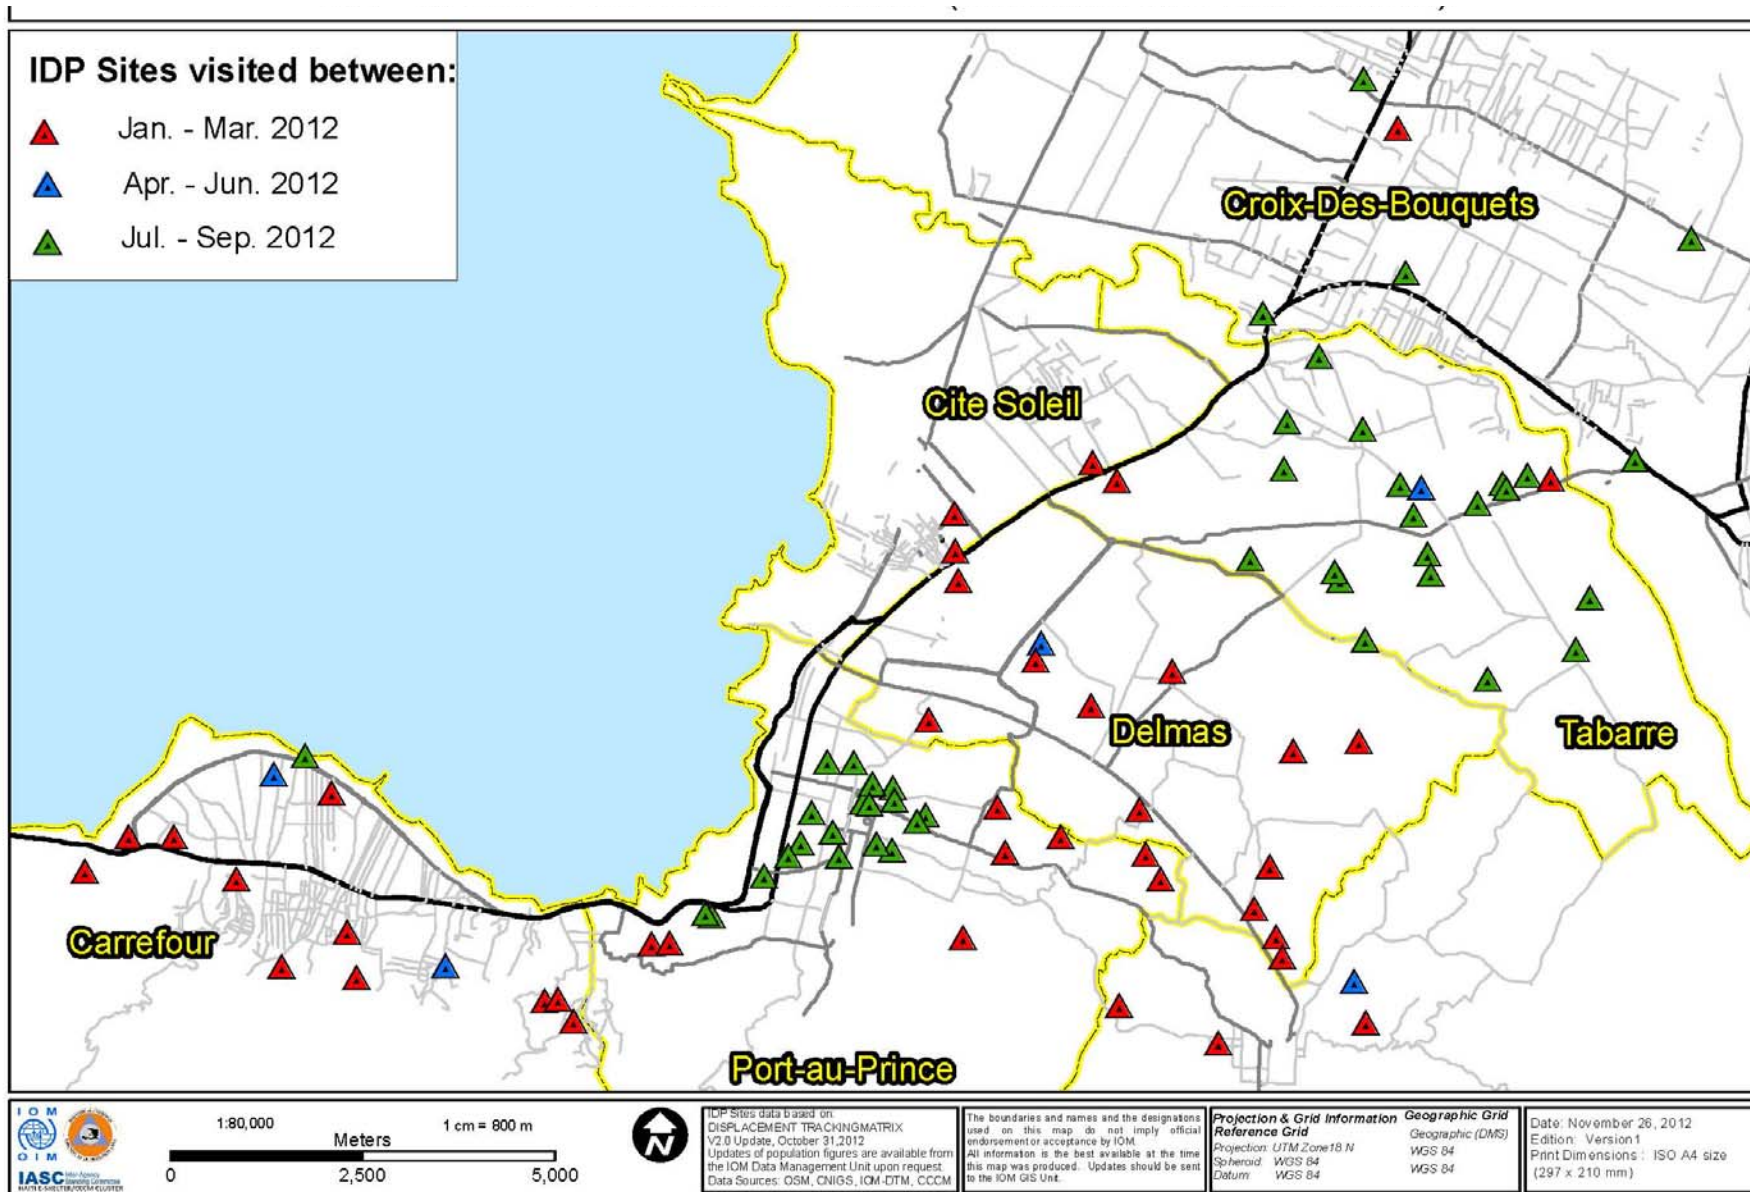 IDP Sites visited between:
Jan. - Mar. 2012
Apr. - Jun. 2012
Jul. - Sep. 2012
Croix-Des-Bouquets
Cite Soleil
Delmas
Tabarre
Carrefour
Port-au-Prince
IOM
OIM
IASC Inter-Agency
Standing Committee
HAITI E-SHELTER/CCCM CLUSTER
1:80,000
1 cm = 800 m
Meters
0
2,500
5,000
N
IDP Sites data based on:
DISPLACEMENT TRACKING MATRIX
V2.0 Update, October 31,2012
Updates of population figures are available from
the IOM Data Management Unit upon request.
Data Sources: OSM, CNIGS, IOM-DTM, CCCM
The boundaries and names and the designations
used on this map do not imply official
endorsement or acceptance by IOM.
All information is the best available at the time
this map was produced. Updates should be sent
to the IOM GIS Unit.
Projection & Grid Information
Reference Grid
Projection: UTM Zone18 N
Spheroid: WGS 84
Datum: WGS 84
Geographic Grid
Geographic (DMS)
WGS 84
WGS 84
Date: November 26, 2012
Edition: Version1
Print Dimensions : ISO A4 size
(297 x 210 mm)